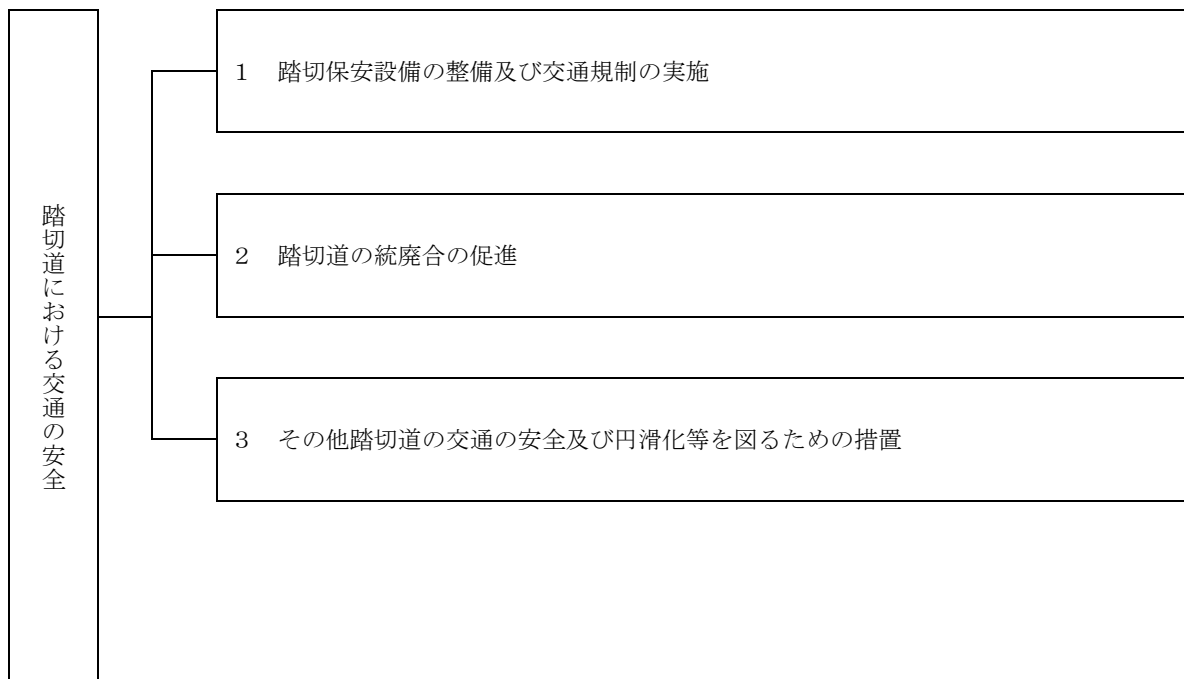 踏切道における交通の安全
１　踏切保安設備の整備及び交通規制の実施
２　踏切道の統廃合の促進
３　その他踏切道の交通の安全及び円滑化等を図るための措置